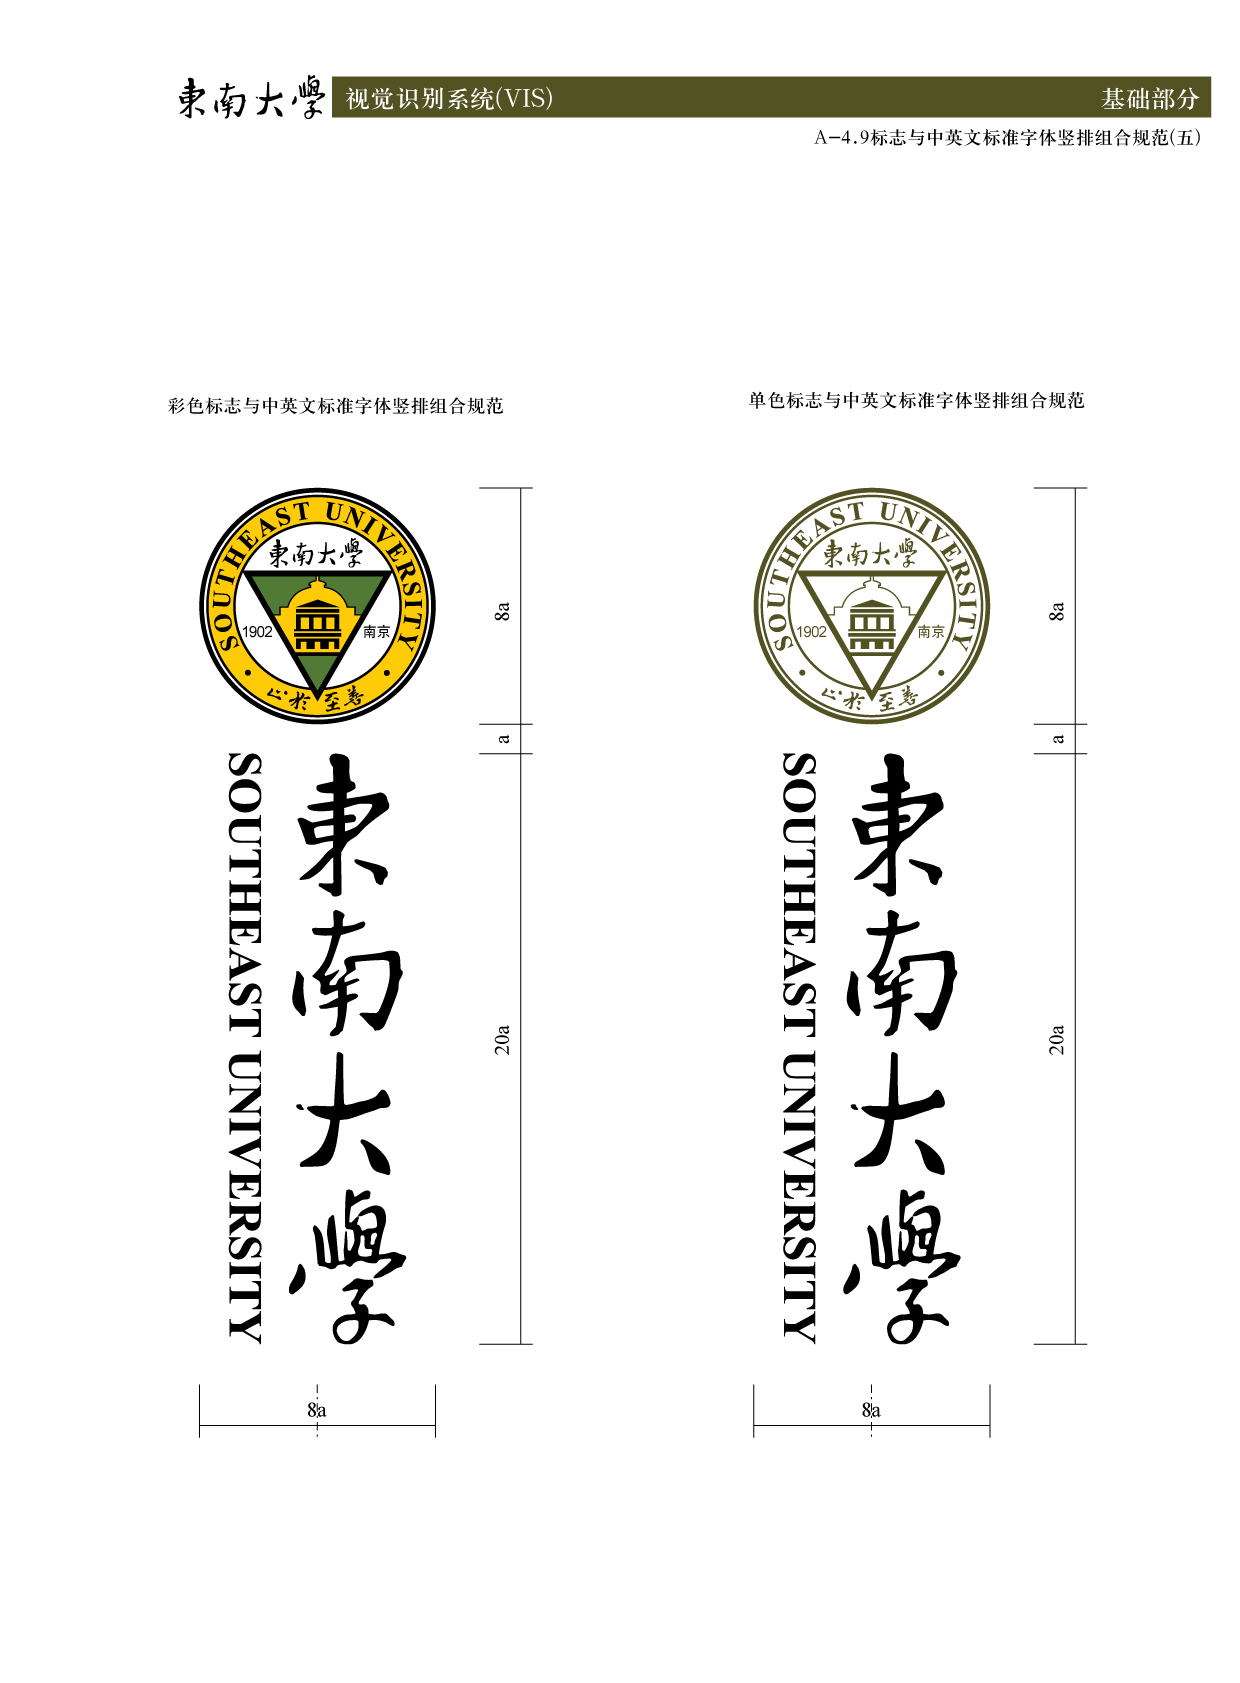 東南大學 视觉识别系统(VIS) 基础部分
A-4.9标志与中英文标准字体竖排组合规范(五)
彩色标志与中英文标准字体竖排组合规范
单色标志与中英文标准字体竖排组合规范
SOUTHEAST UNIVERSITY
東南大學
1902
南京
止於至善
8a
a
SOUTHEAST UNIVERSITY
東南大學
20a
8a
SOUTHEAST UNIVERSITY
東南大學
1902
南京
止於至善
8a
a
SOUTHEAST UNIVERSITY
東南大學
20a
8a